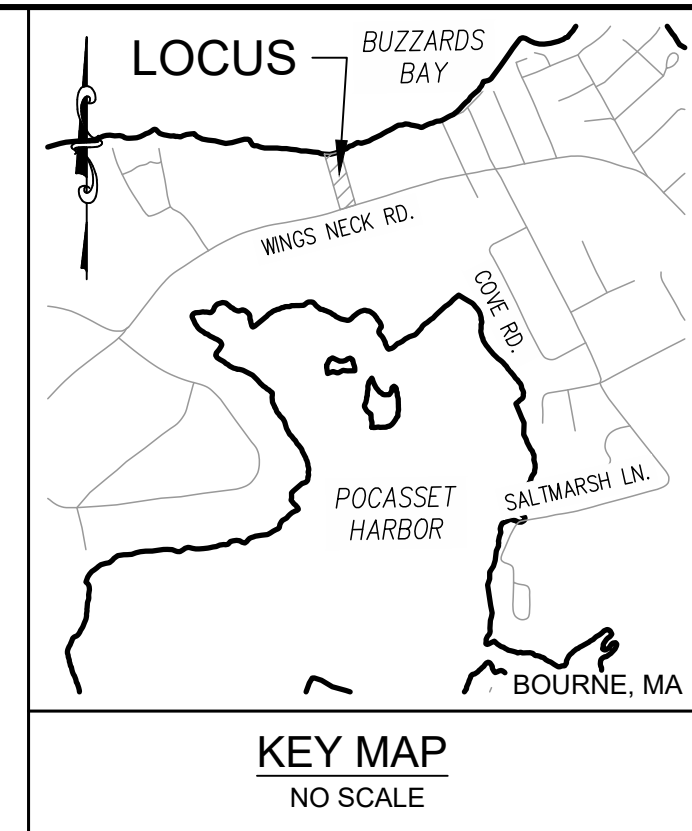 LOCUS
BUZZARDS
BAY
WINGS NECK RD.
COVE RD.
POCASSET
HARBOR
SALTMARSH LN.
BOURNE, MA
KEY MAP
NO SCALE